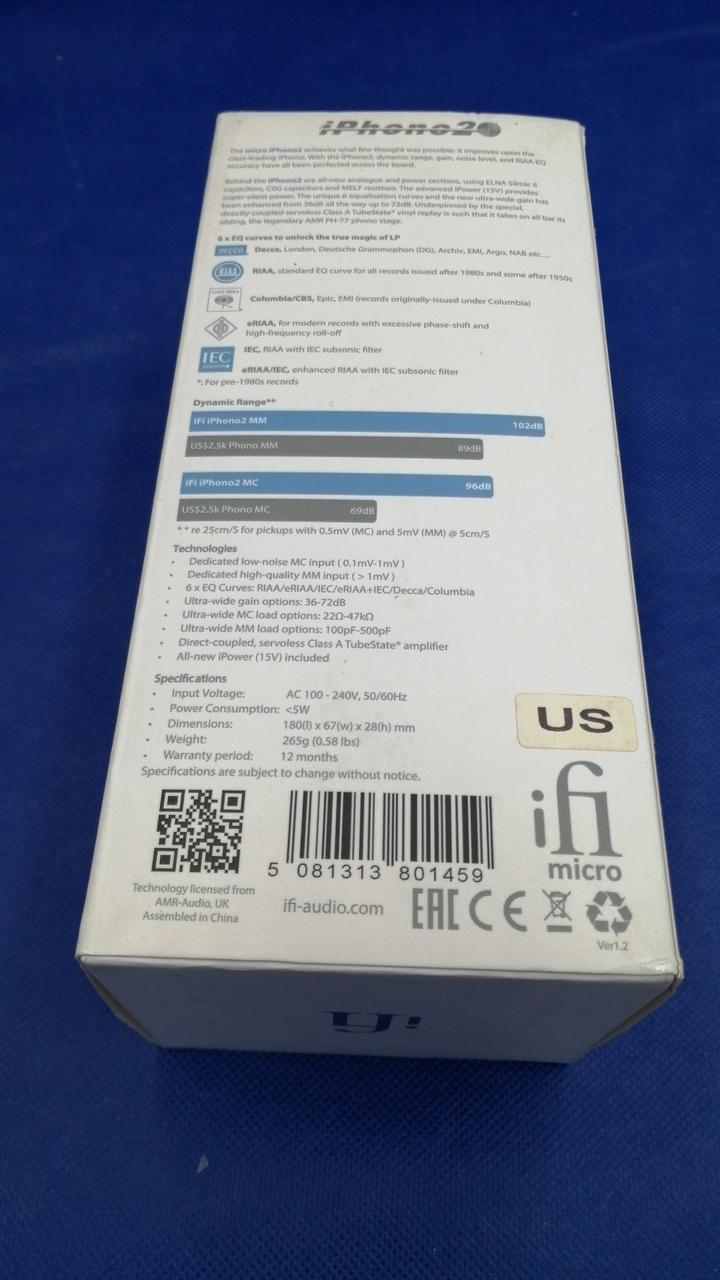 iPhono2
The micro iPhono2 achieves what few thought was possible: it improves upon the
class-leading iPhono. With the iPhono2, dynamic range, gain, noise level, and RIAA EQ
accuracy have all been perfected across the board.
Behind the iPhono2 are all-new analogue and power sections, using ELNA Silmic II
capacitors, C0G capacitors and MELF resistors. The advanced iPower (15V) provides
super-silent power. The unique 6 equalisation curves and the new ultra-wide gain has
been enhanced from 36dB all the way up to 72dB. Underpinned by the special,
directly-coupled servoless Class A TubeState® vinyl replay is such that it takes on all bar its
sibling, the legendary AMR PH-77 phono stage.
6 x EQ curves to unlock the true magic of LP
DECCA Decca, London, Deutsche Grammophon (DG), Archiv, EMI, Argo, NAB etc...
RIAA RIAA, standard EQ curve for all records issued after 1980s and some after 1950s
COLUMBIA Columbia/CBS, Epic, EMI (records originally-issued under Columbia)
eRIAA, for modern records with excessive phase-shift and
high-frequency roll-off
IEC IEC, RIAA with IEC subsonic filter
eRIAA/IEC, enhanced RIAA with IEC subsonic filter
*: For pre-1980s records
Dynamic Range**
iFi iPhono2 MM 102dB
US$2.5k Phono MM 89dB
iFi iPhono2 MC 96dB
US$2.5k Phono MC 69dB
** re 25cm/S for pickups with 0.5mV (MC) and 5mV (MM) @ 5cm/S
Technologies
• Dedicated low-noise MC input ( 0.1mV-1mV )
• Dedicated high-quality MM input ( > 1mV )
• 6 x EQ Curves: RIAA/eRIAA/IEC/eRIAA+IEC/Decca/Columbia
• Ultra-wide gain options: 36-72dB
• Ultra-wide MC load options: 22Ω-47kΩ
• Ultra-wide MM load options: 100pF-500pF
• Direct-coupled, servoless Class A TubeState® amplifier
• All-new iPower (15V) included
Specifications
• Input Voltage: AC 100 - 240V, 50/60Hz
• Power Consumption: <5W
• Dimensions: 180(l) x 67(w) x 28(h) mm
• Weight: 265g (0.58 lbs)
• Warranty period: 12 months
Specifications are subject to change without notice.
US
ifi
micro
5 081313 801459
Technology licensed from
AMR-Audio, UK
Assembled in China
ifi-audio.com
EAC CE
Ver1.2